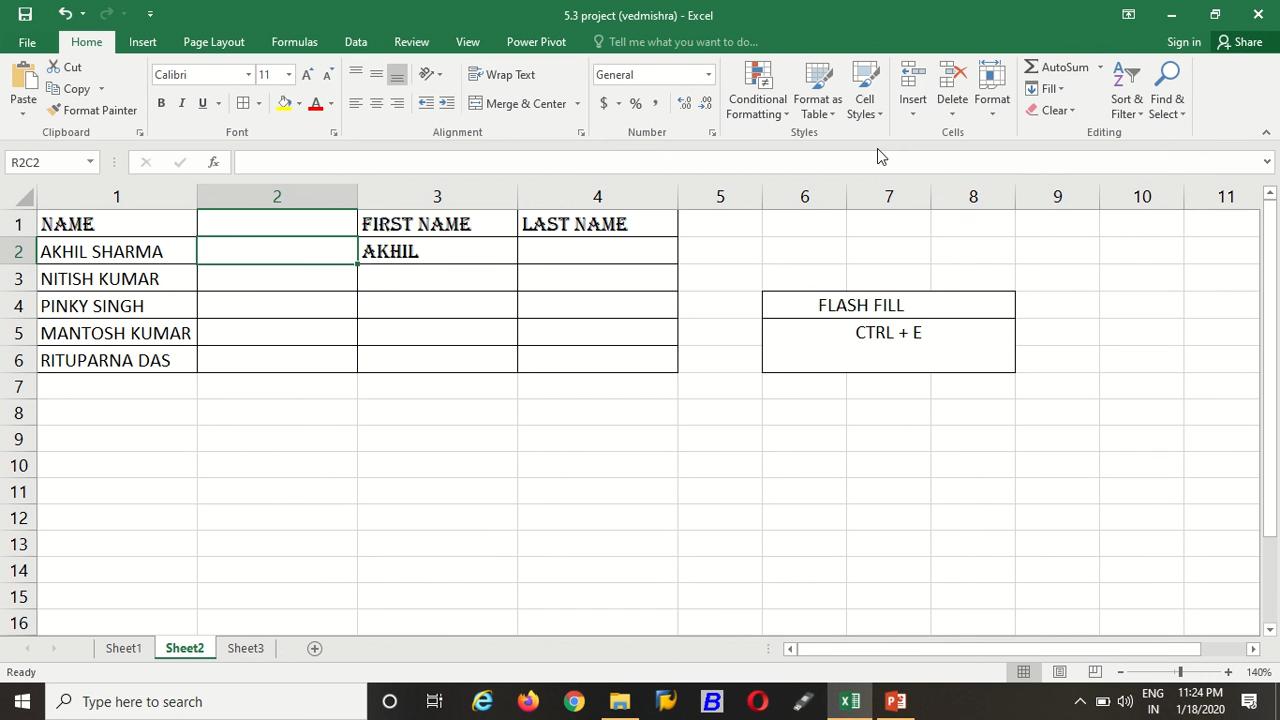 5.3 project (vedmishra) - Excel
File Home Insert Page Layout Formulas Data Review View Power Pivot Tell me what you want to do... Sign in Share
Paste
Cut
Copy
Format Painter
Clipboard
Calibri 11
B I U A
Font
Wrap Text
Merge & Center
Alignment
General
$ % ,
Number
Conditional Formatting
Format as Table
Cell Styles
Styles
Insert
Delete
Format
Cells
AutoSum
Fill
Clear
Sort & Filter
Find & Select
Editing
R2C2 fx
1 2 3 4 5 6 7 8 9 10 11
1 NAME FIRST NAME LAST NAME
2 AKHIL SHARMA AKHIL
3 NITISH KUMAR
4 PINKY SINGH FLASH FILL
5 MANTOSH KUMAR CTRL + E
6 RITUPARNA DAS
7
8
9
10
11
12
13
14
15
16
Sheet1 Sheet2 Sheet3
Ready 140%
Type here to search
ENG 11:24 PM
IN 1/18/2020